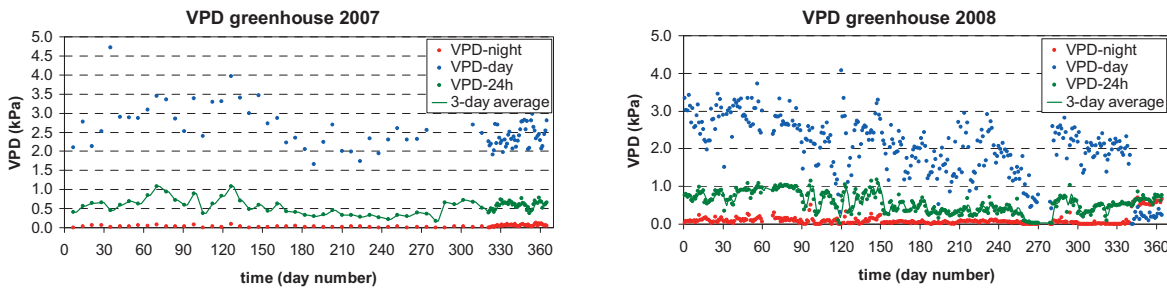 VPD greenhouse 2007
5.0
4.5
4.0
3.5
3.0
2.5
2.0
1.5
1.0
0.5
0.0
VPD (kPa)
VPD-night
VPD-day
VPD-24h
3-day average
0 30 60 90 120 150 180 210 240 270 300 330 360
time (day number)
VPD greenhouse 2008
5.0
4.0
3.0
2.0
1.0
0.0
VPD (kPa)
VPD-night
VPD-day
VPD-24h
3-day average
0 30 60 90 120 150 180 210 240 270 300 330 360
time (day number)